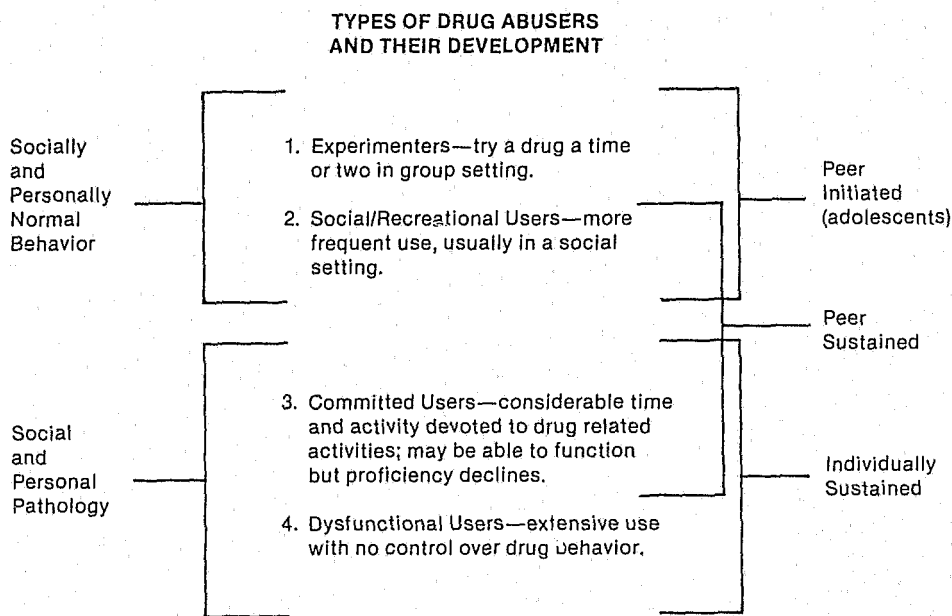 TYPES OF DRUG ABUSERS
AND THEIR DEVELOPMENT
Socially
and
Personally
Normal
Behavior
1. Experimenters—try a drug a time
or two in group setting.
2. Social/Recreational Users—more
frequent use, usually in a social
setting.
Peer
Initiated
(adolescents)
Peer
Sustained
Social
and
Personal
Pathology
3. Committed Users—considerable time
and activity devoted to drug related
activities; may be able to function
but proficiency declines.
4. Dysfunctional Users—extensive use
with no control over drug behavior.
Individually
Sustained